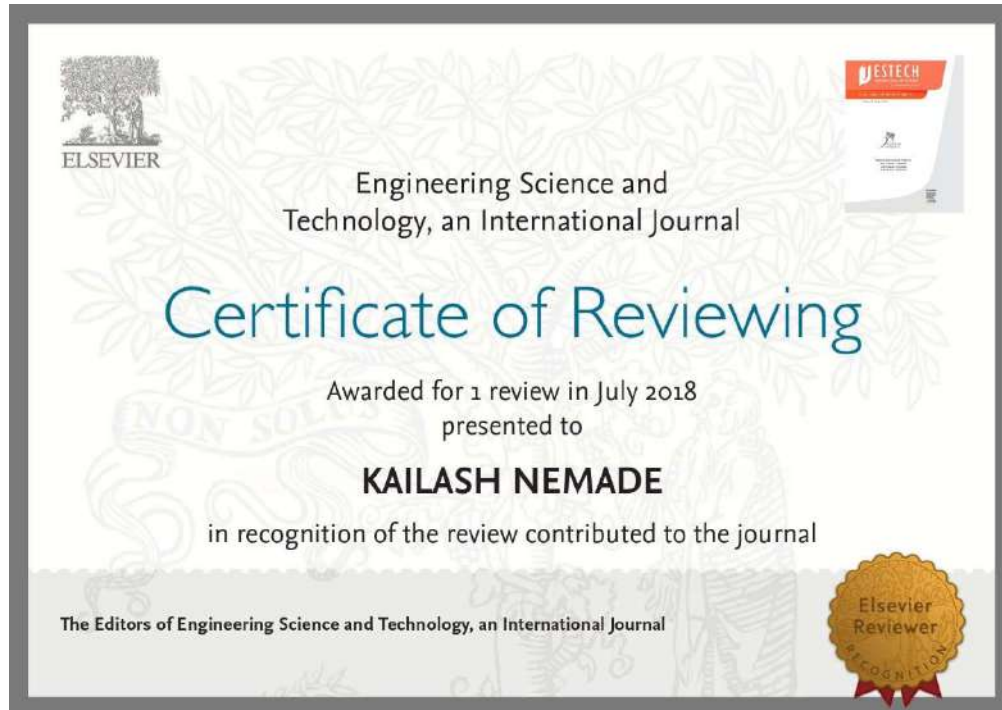 ELSEVIER
JESTECH
Engineering Science and
Technology, an International Journal
Certificate of Reviewing
Awarded for 1 review in July 2018
presented to
KAILASH NEMADE
in recognition of the review contributed to the journal
NON SOLUS
The Editors of Engineering Science and Technology, an International Journal
Elsevier
Reviewer
RECOGNITION